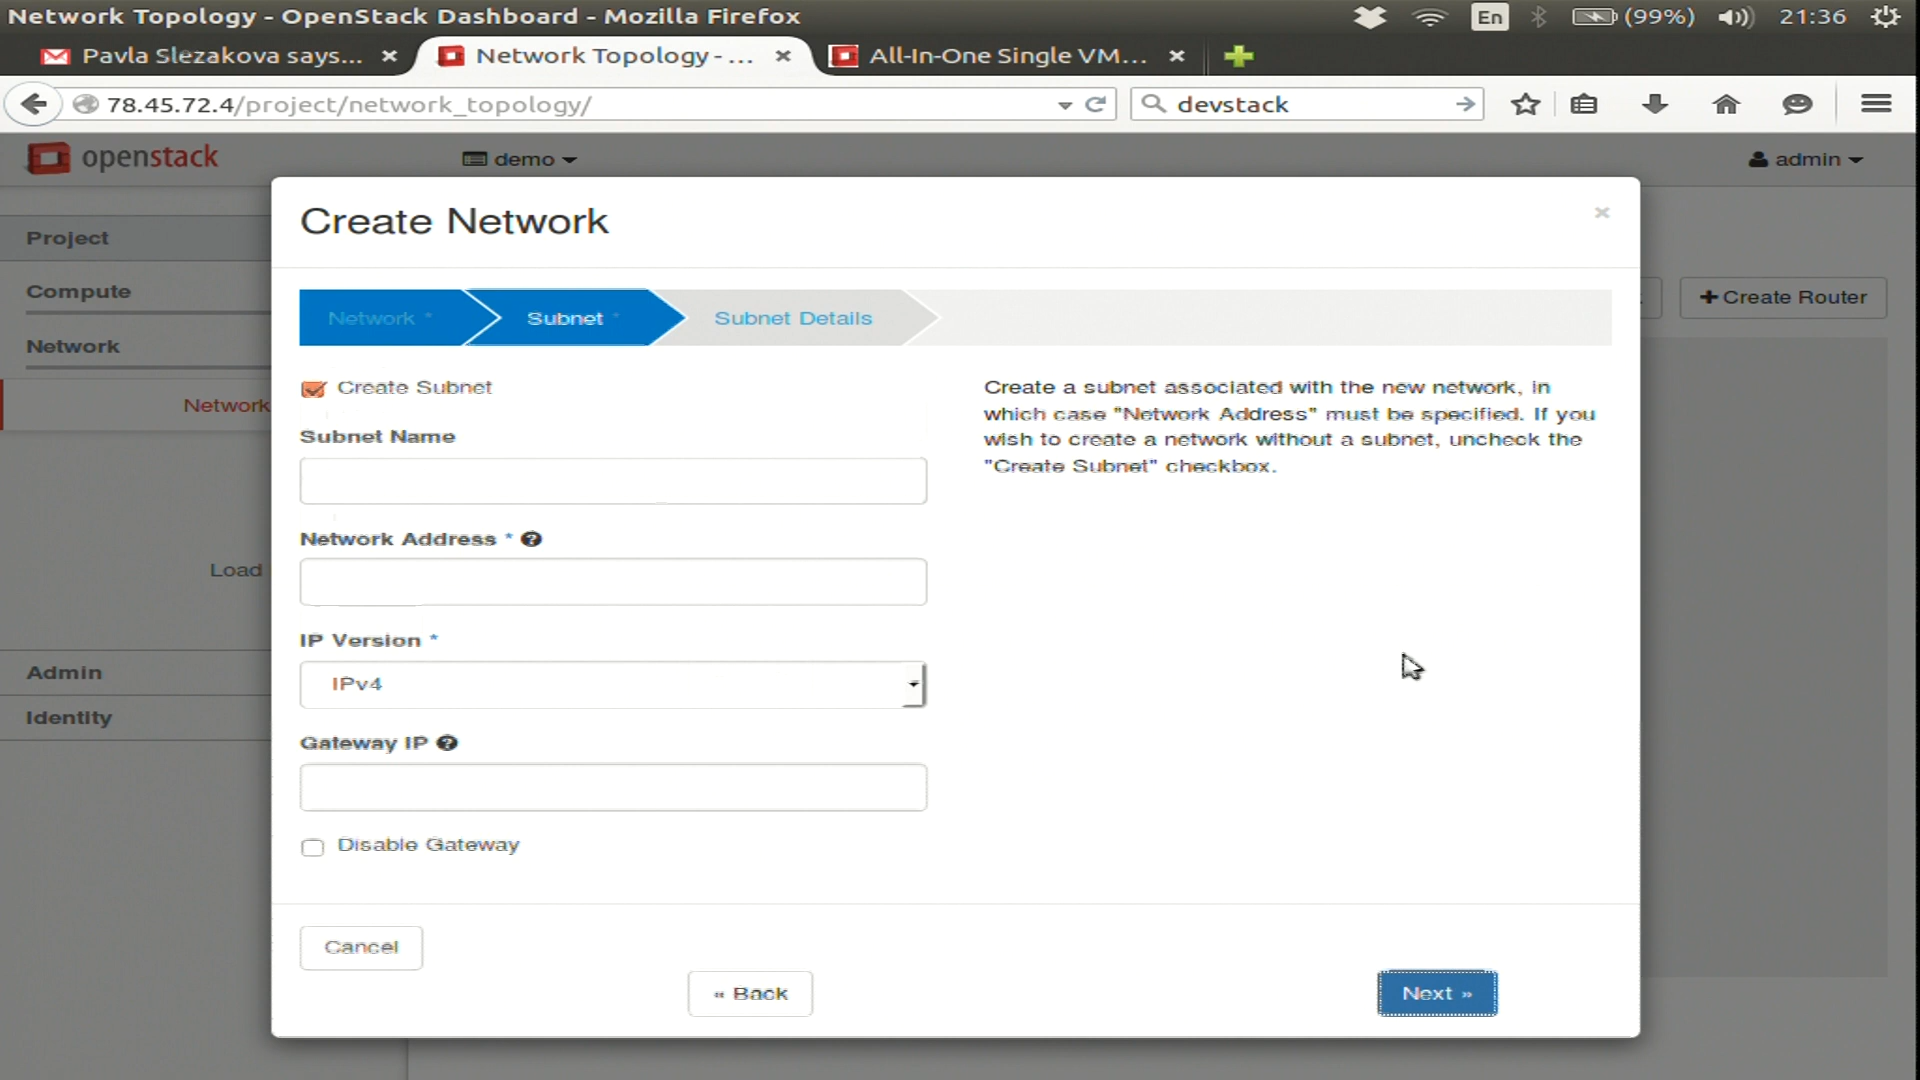 Network Topology - OpenStack Dashboard - Mozilla Firefox
En
(99%)
21:36
Pavla Slezakova says...
Network Topology - ...
All-In-One Single VM...
78.45.72.4/project/network_topology/
devstack
openstack
demo
admin
Create Network
Project
Compute
Network
Network
Load
Admin
Identity
+Create Router
Network *
Subnet *
Subnet Details
Create Subnet
Subnet Name
Network Address *
IP Version *
IPv4
Gateway IP
Disable Gateway
Create a subnet associated with the new network, in
which case "Network Address" must be specified. If you
wish to create a network without a subnet, uncheck the
"Create Subnet" checkbox.
Cancel
« Back
Next »